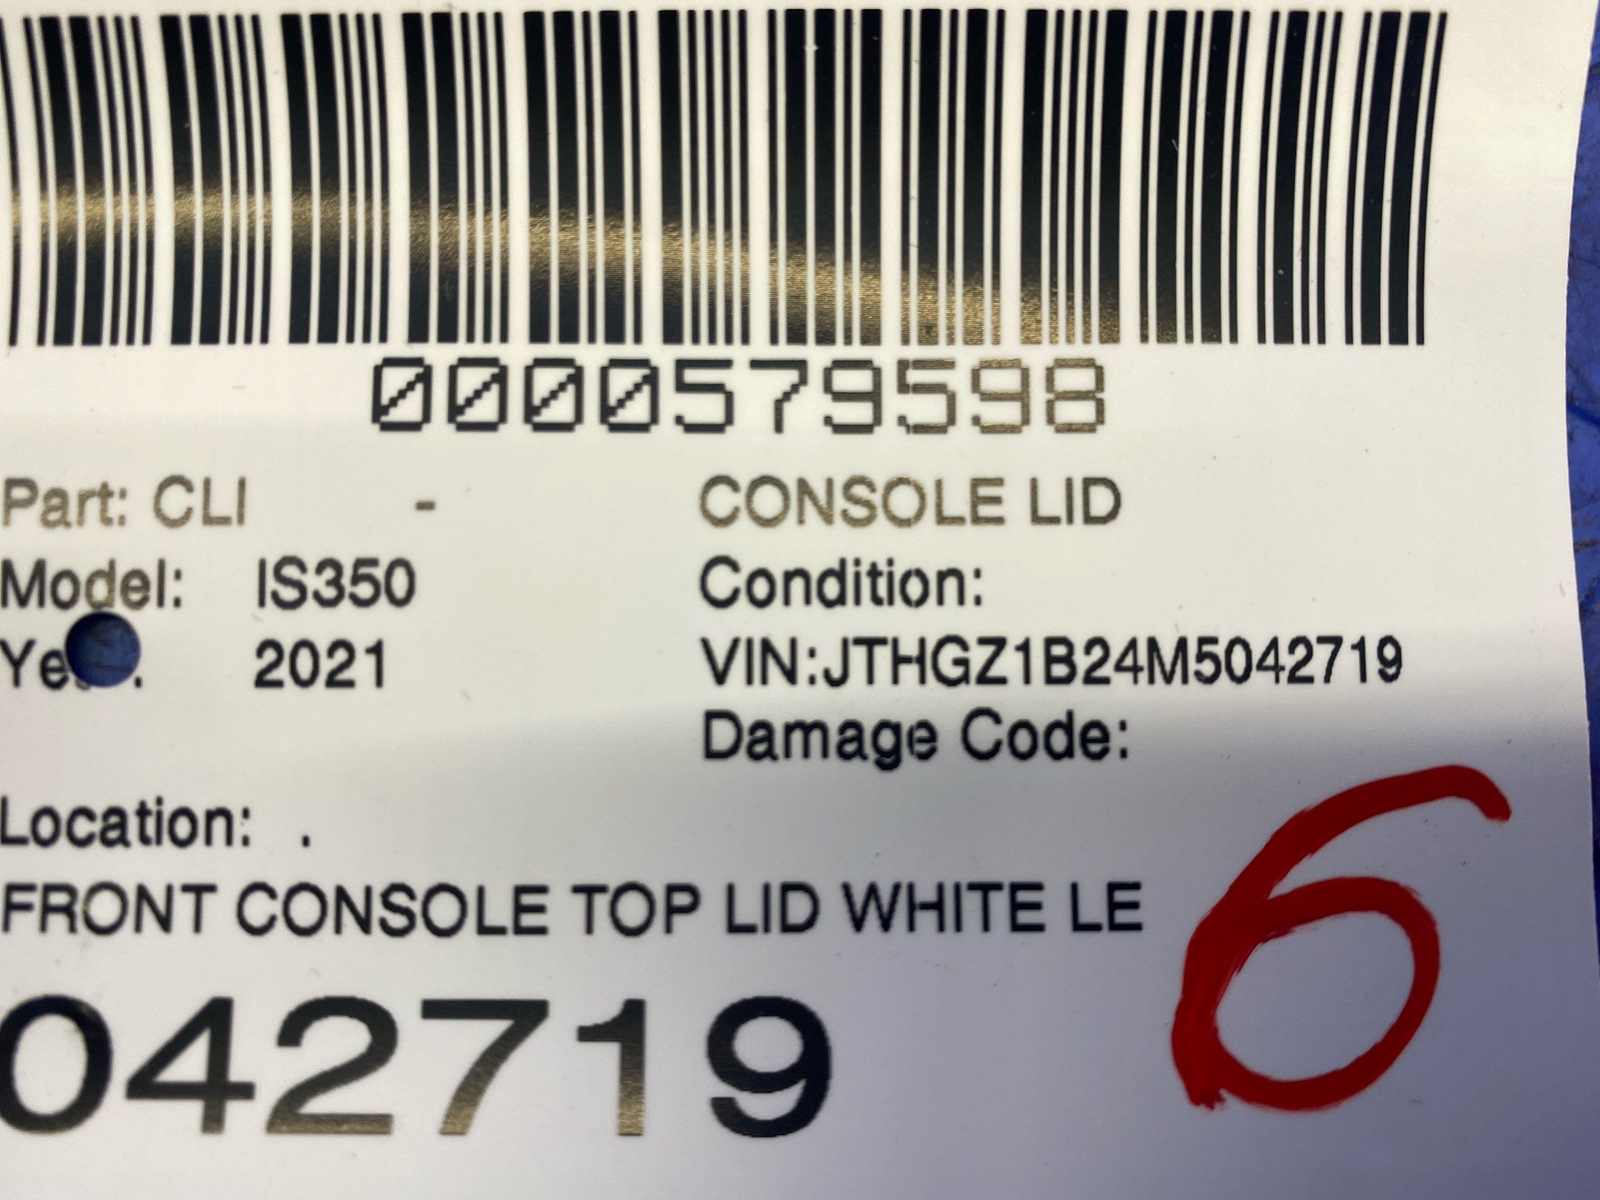 0000579598
Part: CLI - CONSOLE LID
Model: IS350 Condition:
2021 VIN:JTHGZ1B24M5042719
Damage Code:
Location: .
FRONT CONSOLE TOP LID WHITE LE
042719
6